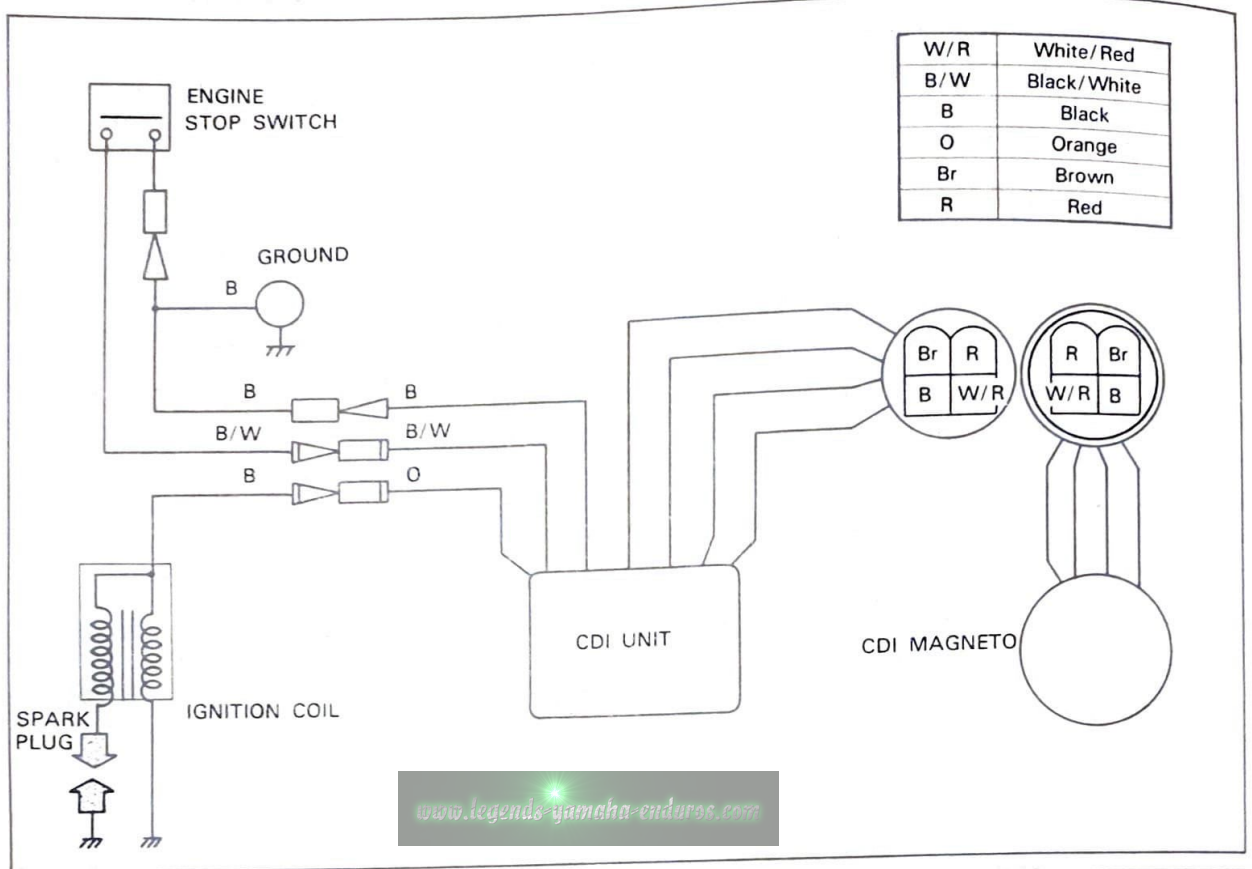 W/R White/Red
B/W Black/White
B Black
O Orange
Br Brown
R Red
ENGINE
STOP SWITCH
GROUND
B
B B
B/W B/W
B O
Br R
B W/R
R Br
W/R B
CDI UNIT
CDI MAGNETO
IGNITION COIL
SPARK
PLUG
www.legends-yamaha-enduros.com